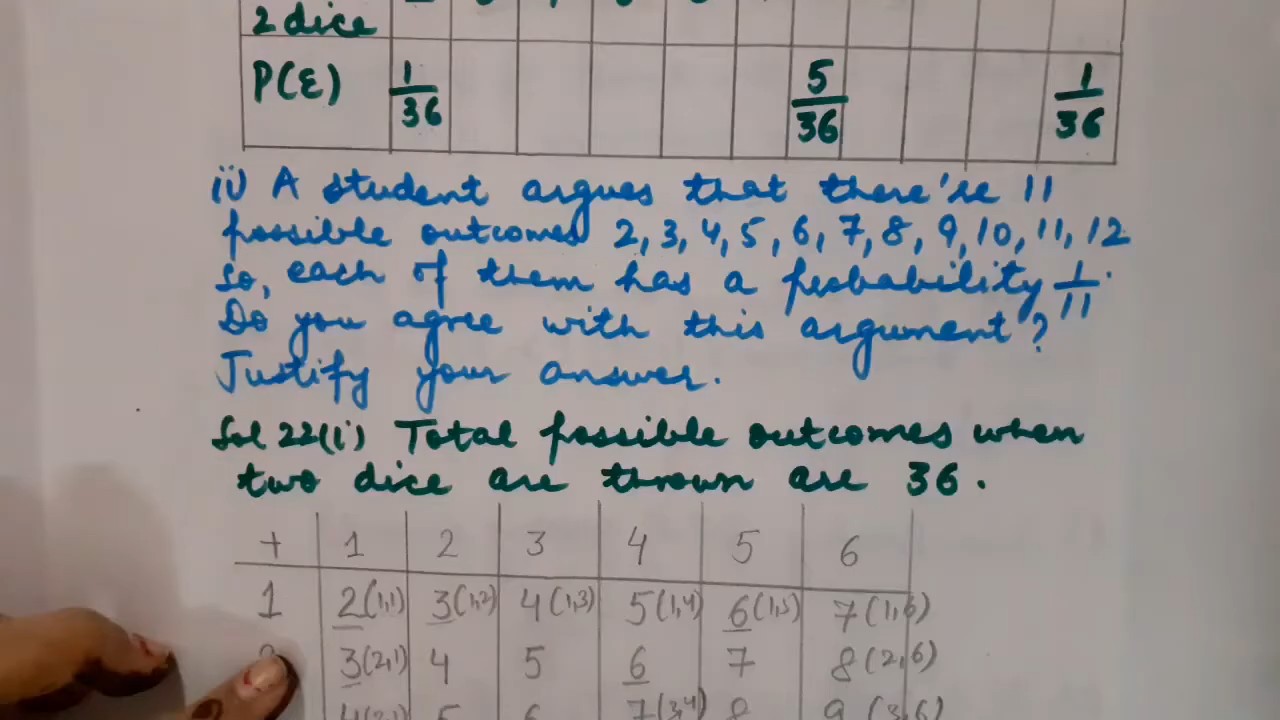 2 dice
P(E) 1/36 5/36 1/36
ii) A student argues that there're 11
possible outcomes 2, 3, 4, 5, 6, 7, 8, 9, 10, 11, 12
So, each of them has a probability 1/11.
Do you agree with this argument?
Justify your answer.
Sol 22(i) Total possible outcomes when
two dice are thrown are 36.
+ 1 2 3 4 5 6
1 2(1,1) 3(1,2) 4(1,3) 5(1,4) 6(1,5) 7(1,6)
3(2,1) 4 5 6 7 8(2,6)
5 6 7(3,4) 8 9(3,6)